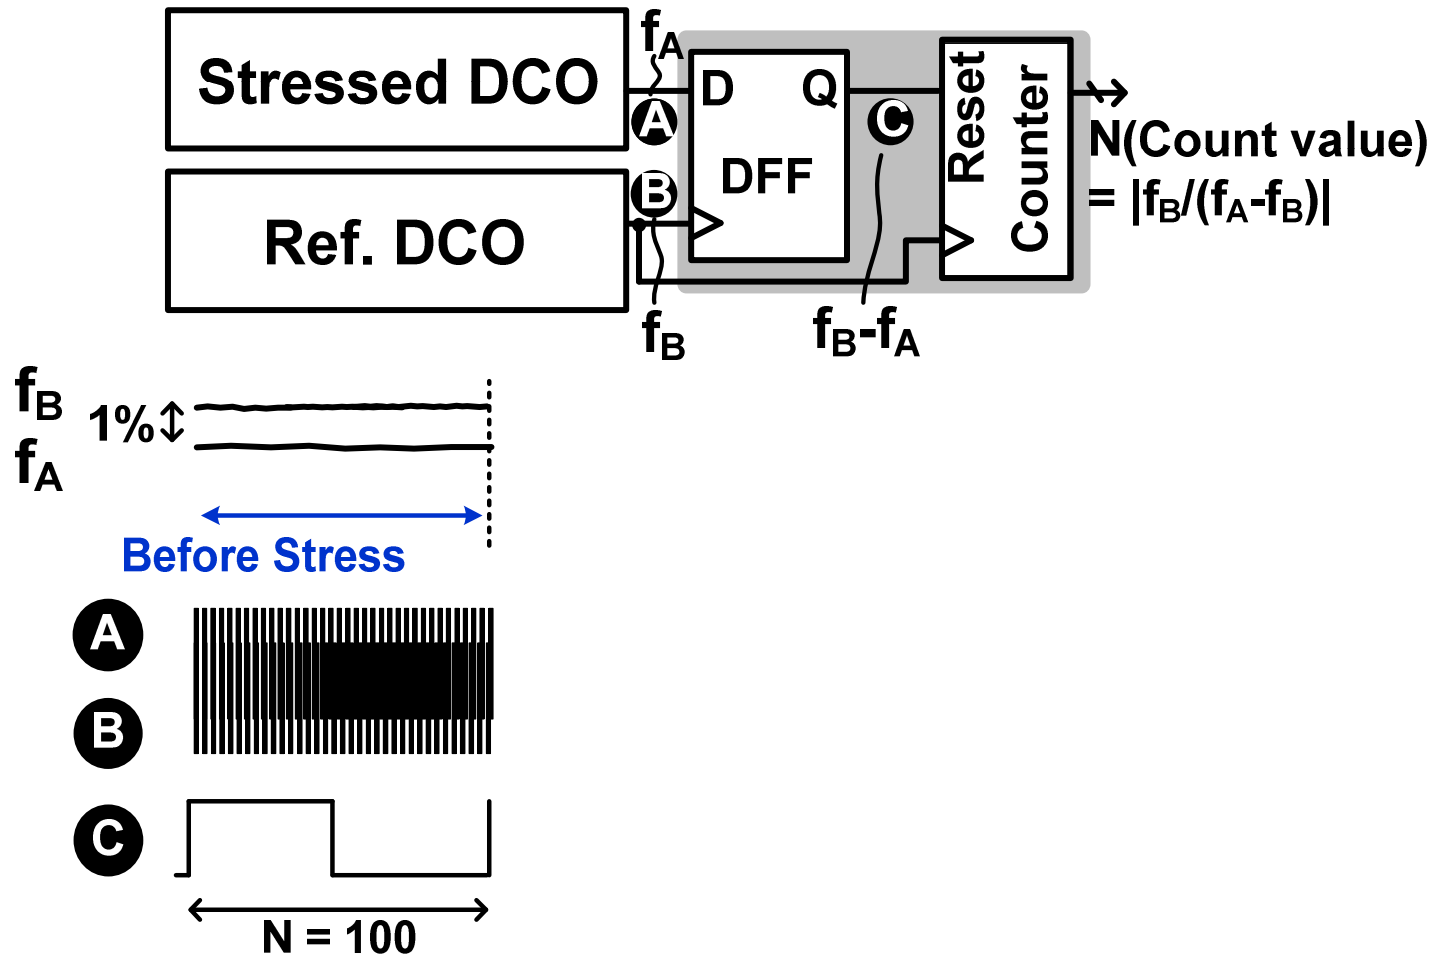 Stressed DCO
fA
A
D
Q
DFF
C
Reset
Counter
N(Count value)
= |fB/(fA-fB)|
Ref. DCO
B
fB
fB-fA
fB
1%
fA
Before Stress
A
B
C
N = 100